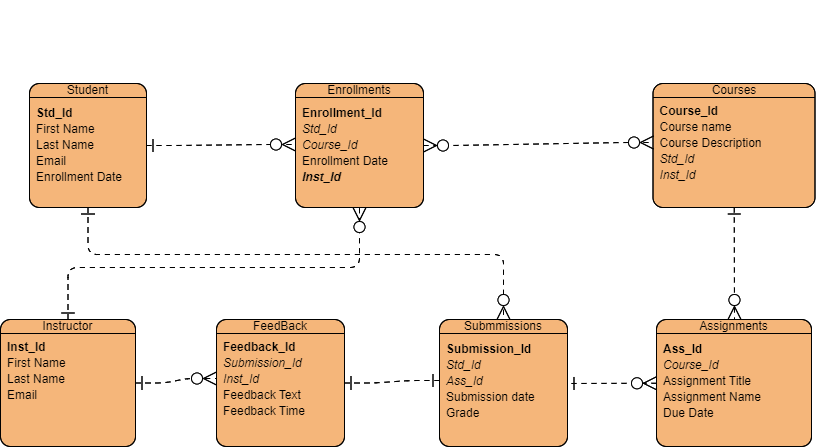 Student
Std_Id
First Name
Last Name
Email
Enrollment Date
Enrollments
Enrollment_Id
Std_Id
Course_Id
Enrollment Date
Inst_Id
Courses
Course_Id
Course name
Course Description
Std_Id
Inst_Id
Instructor
Inst_Id
First Name
Last Name
Email
FeedBack
Feedback_Id
Submission_Id
Inst_Id
Feedback Text
Feedback Time
Submmissions
Submission_Id
Std_Id
Ass_Id
Submission date
Grade
Assignments
Ass_Id
Course_Id
Assignment Title
Assignment Name
Due Date